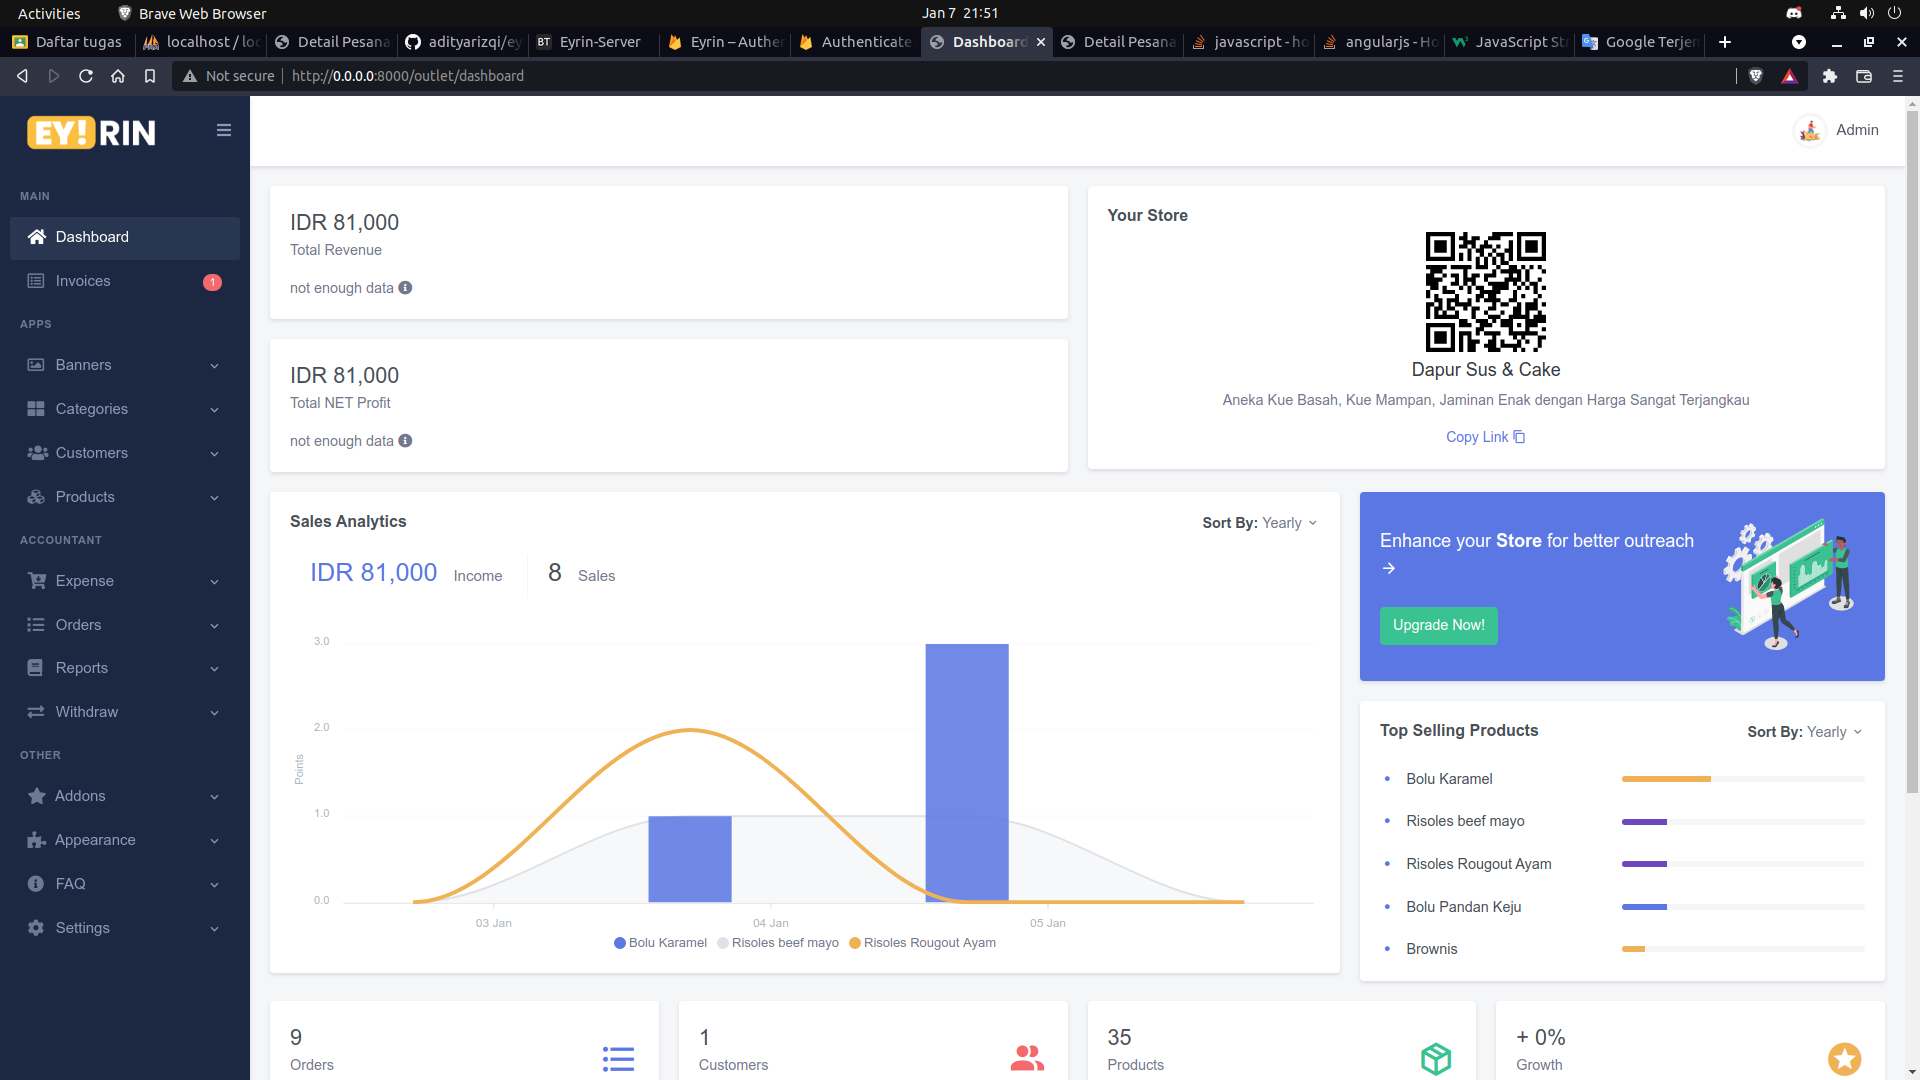 Activities
Brave Web Browser
Jan 7 21:51
Daftar tugas
localhost / loc
Detail Pesana
adityarizqi/ey
BT Eyrin-Server
Eyrin – Auther
Authenticate
Dashboard
Detail Pesana
javascript - ho
angularjs - Ho
JavaScript Str
Google Terjem
Not secure
http://0.0.0.0:8000/outlet/dashboard
EY! RIN
Admin
MAIN
Dashboard
Invoices
1
APPS
Banners
Categories
Customers
Products
ACCOUNTANT
Expense
Orders
Reports
Withdraw
OTHER
Addons
Appearance
FAQ
Settings
IDR 81,000
Total Revenue
not enough data
IDR 81,000
Total NET Profit
not enough data
Your Store
Dapur Sus & Cake
Aneka Kue Basah, Kue Mampan, Jaminan Enak dengan Harga Sangat Terjangkau
Copy Link
Sales Analytics
Sort By: Yearly
IDR 81,000 Income
8 Sales
3.0
2.0
1.0
0.0
Points
03 Jan
04 Jan
05 Jan
Bolu Karamel
Risoles beef mayo
Risoles Rougout Ayam
Enhance your Store for better outreach
Upgrade Now!
Top Selling Products
Sort By: Yearly
Bolu Karamel
Risoles beef mayo
Risoles Rougout Ayam
Bolu Pandan Keju
Brownis
9
Orders
1
Customers
35
Products
+ 0%
Growth